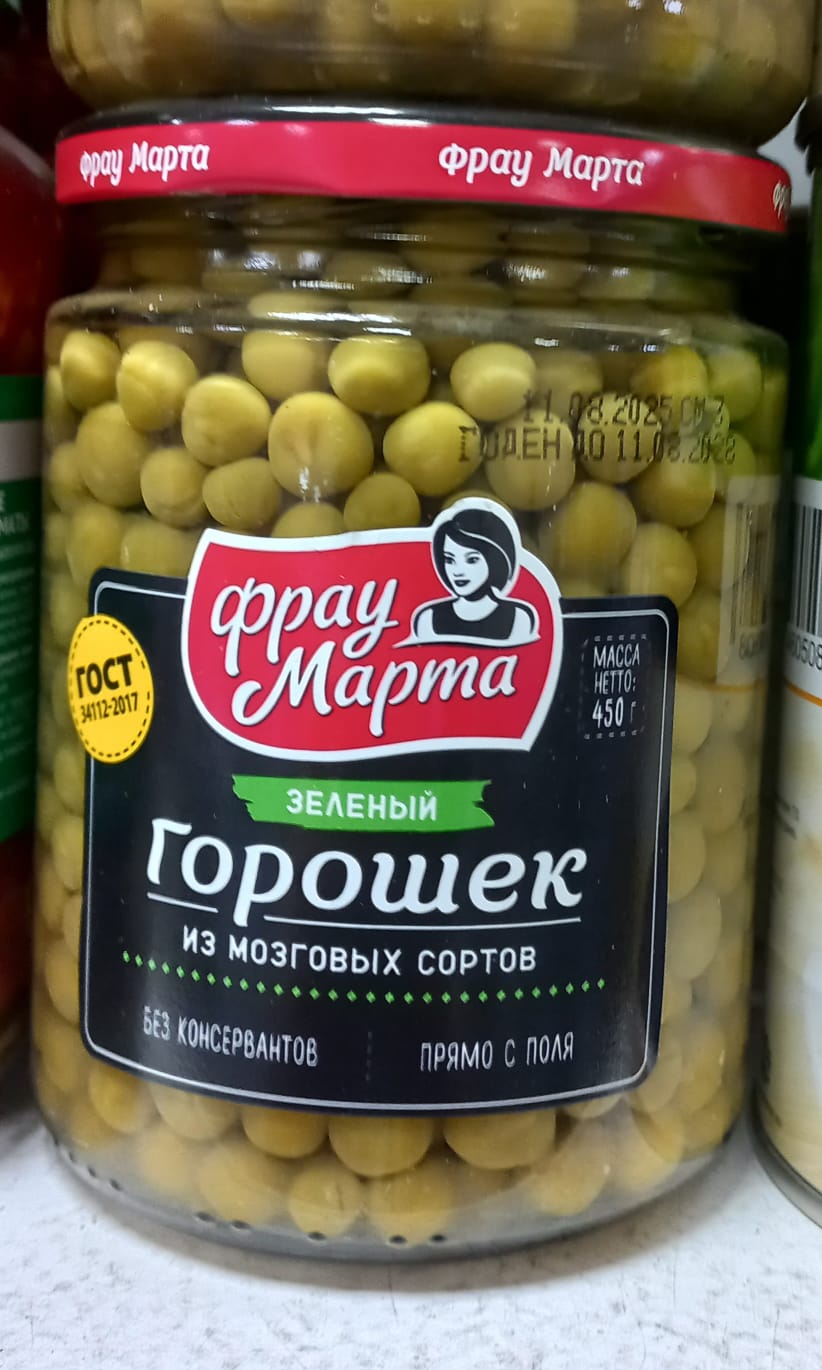 Фрау Марта Фрау Марта
11.08.2025 СМ 3
ГОДЕН ДО 11.08.2028
Фрау
Марта
ГОСТ
34112-2017
МАССА
НЕТТО:
450 г
ЗЕЛЕНЫЙ
Горошек
ИЗ МОЗГОВЫХ СОРТОВ
БЕЗ КОНСЕРВАНТОВ ПРЯМО С ПОЛЯ